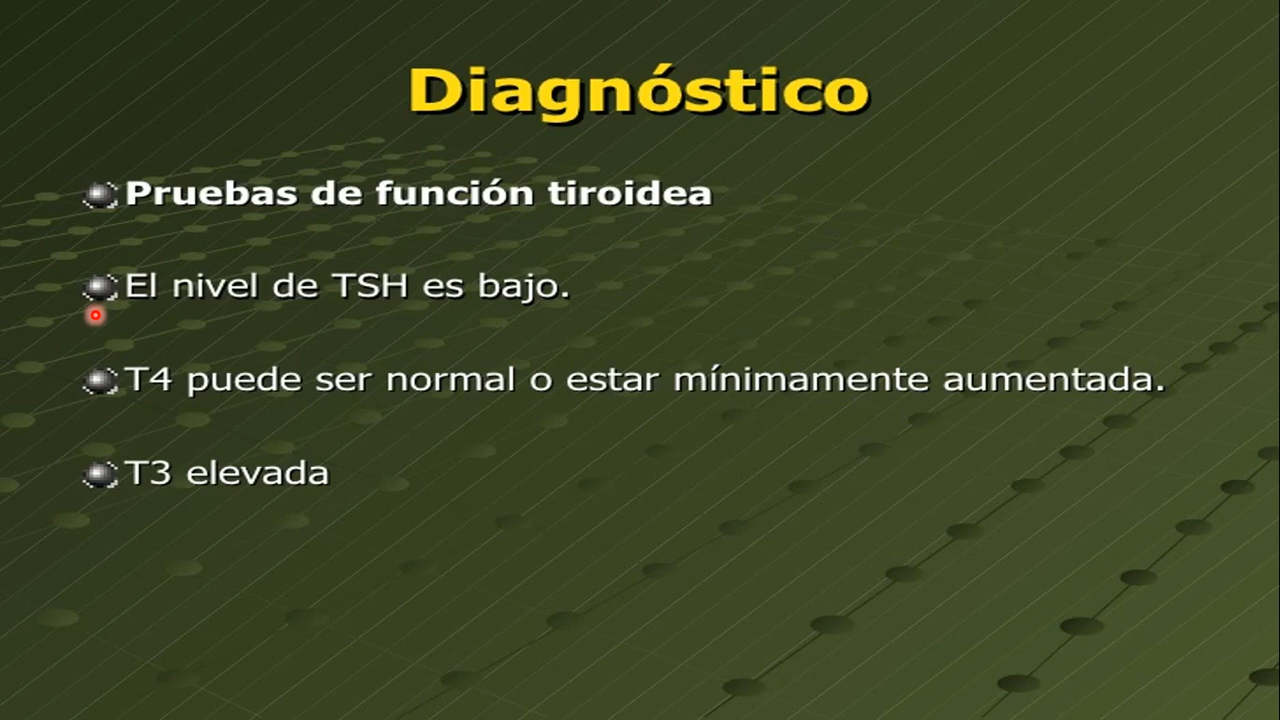 Diagnóstico
Pruebas de función tiroidea
El nivel de TSH es bajo.
T4 puede ser normal o estar mínimamente aumentada.
T3 elevada